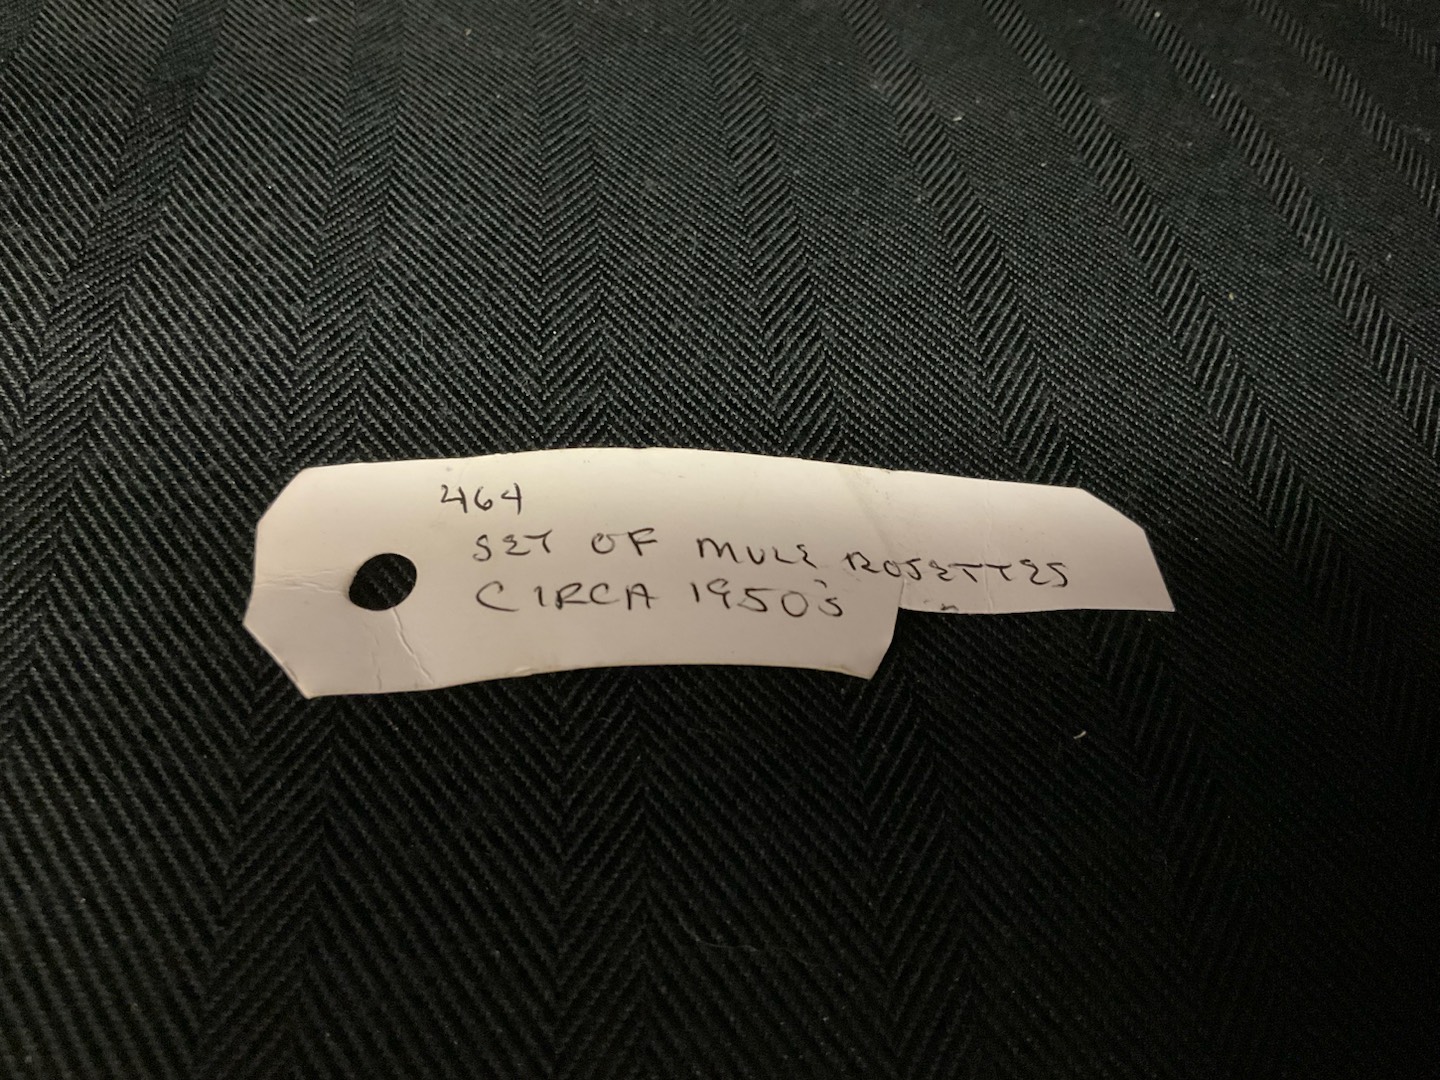 464
SET OF MULE ROSETTES
CIRCA 1950's